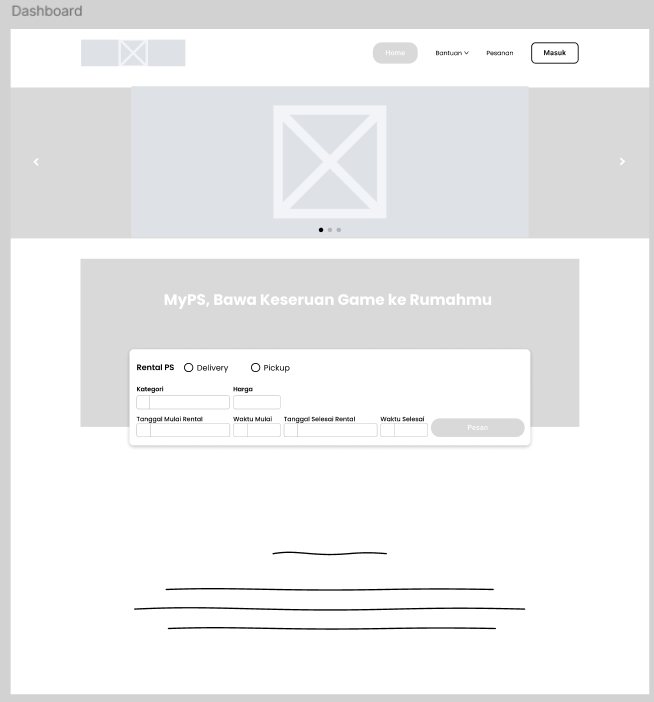 Dashboard
Home Bantuan Pesanan Masuk
MyPS, Bawa Keseruan Game ke Rumahmu
Rental PS Delivery Pickup
Kategori Harga
Tanggal Mulai Rental Waktu Mulai Tanggal Selesai Rental Waktu Selesai
Pesan